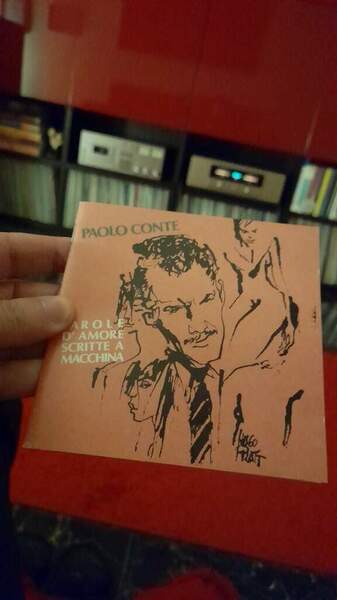 PAOLO CONTE
AROLE
D'AMORE
SCRITTE A
MACCHINA
HUGO
PRATT